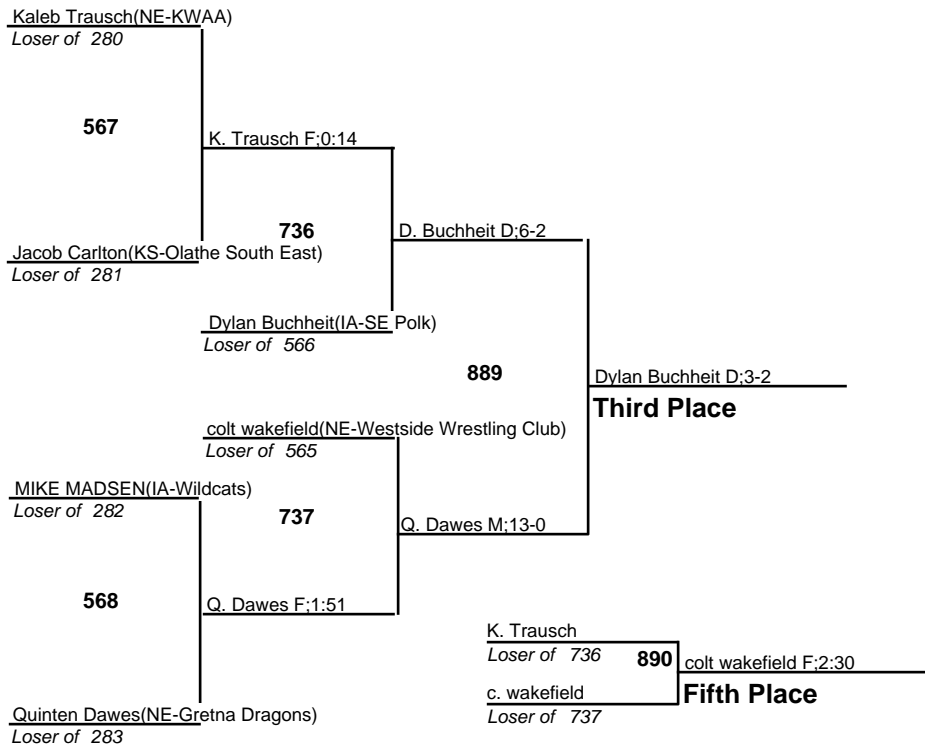 Kaleb Trausch(NE-KWAA)
Loser of 280
567
K. Trausch F;0:14
736
D. Buchheit D;6-2
Jacob Carlton(KS-Olathe South East)
Loser of 281
Dylan Buchheit(IA-SE Polk)
Loser of 566
889
Dylan Buchheit D;3-2
Third Place
colt wakefield(NE-Westside Wrestling Club)
Loser of 565
MIKE MADSEN(IA-Wildcats)
Loser of 282
737
Q. Dawes M;13-0
568
Q. Dawes F;1:51
K. Trausch
Loser of 736
890
colt wakefield F;2:30
Fifth Place
c. wakefield
Loser of 737
Quinten Dawes(NE-Gretna Dragons)
Loser of 283